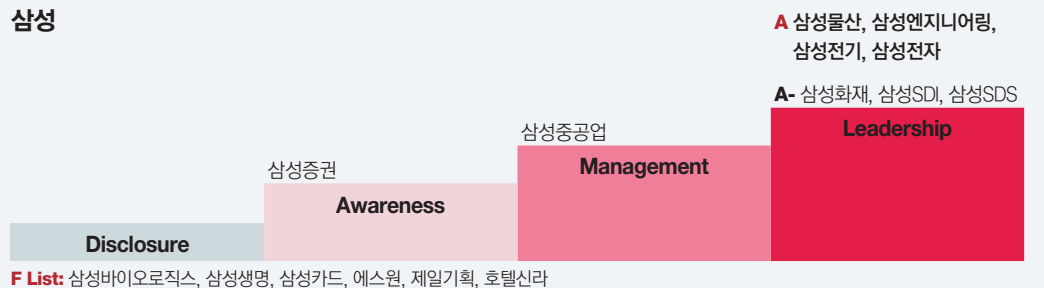 삼성
A 삼성물산, 삼성엔지니어링,
삼성전기, 삼성전자
A- 삼성화재, 삼성SDI, 삼성SDS
Leadership
삼성중공업
Management
삼성증권
Awareness
Disclosure
F List: 삼성바이오로직스, 삼성생명, 삼성카드, 에스원, 제일기획, 호텔신라